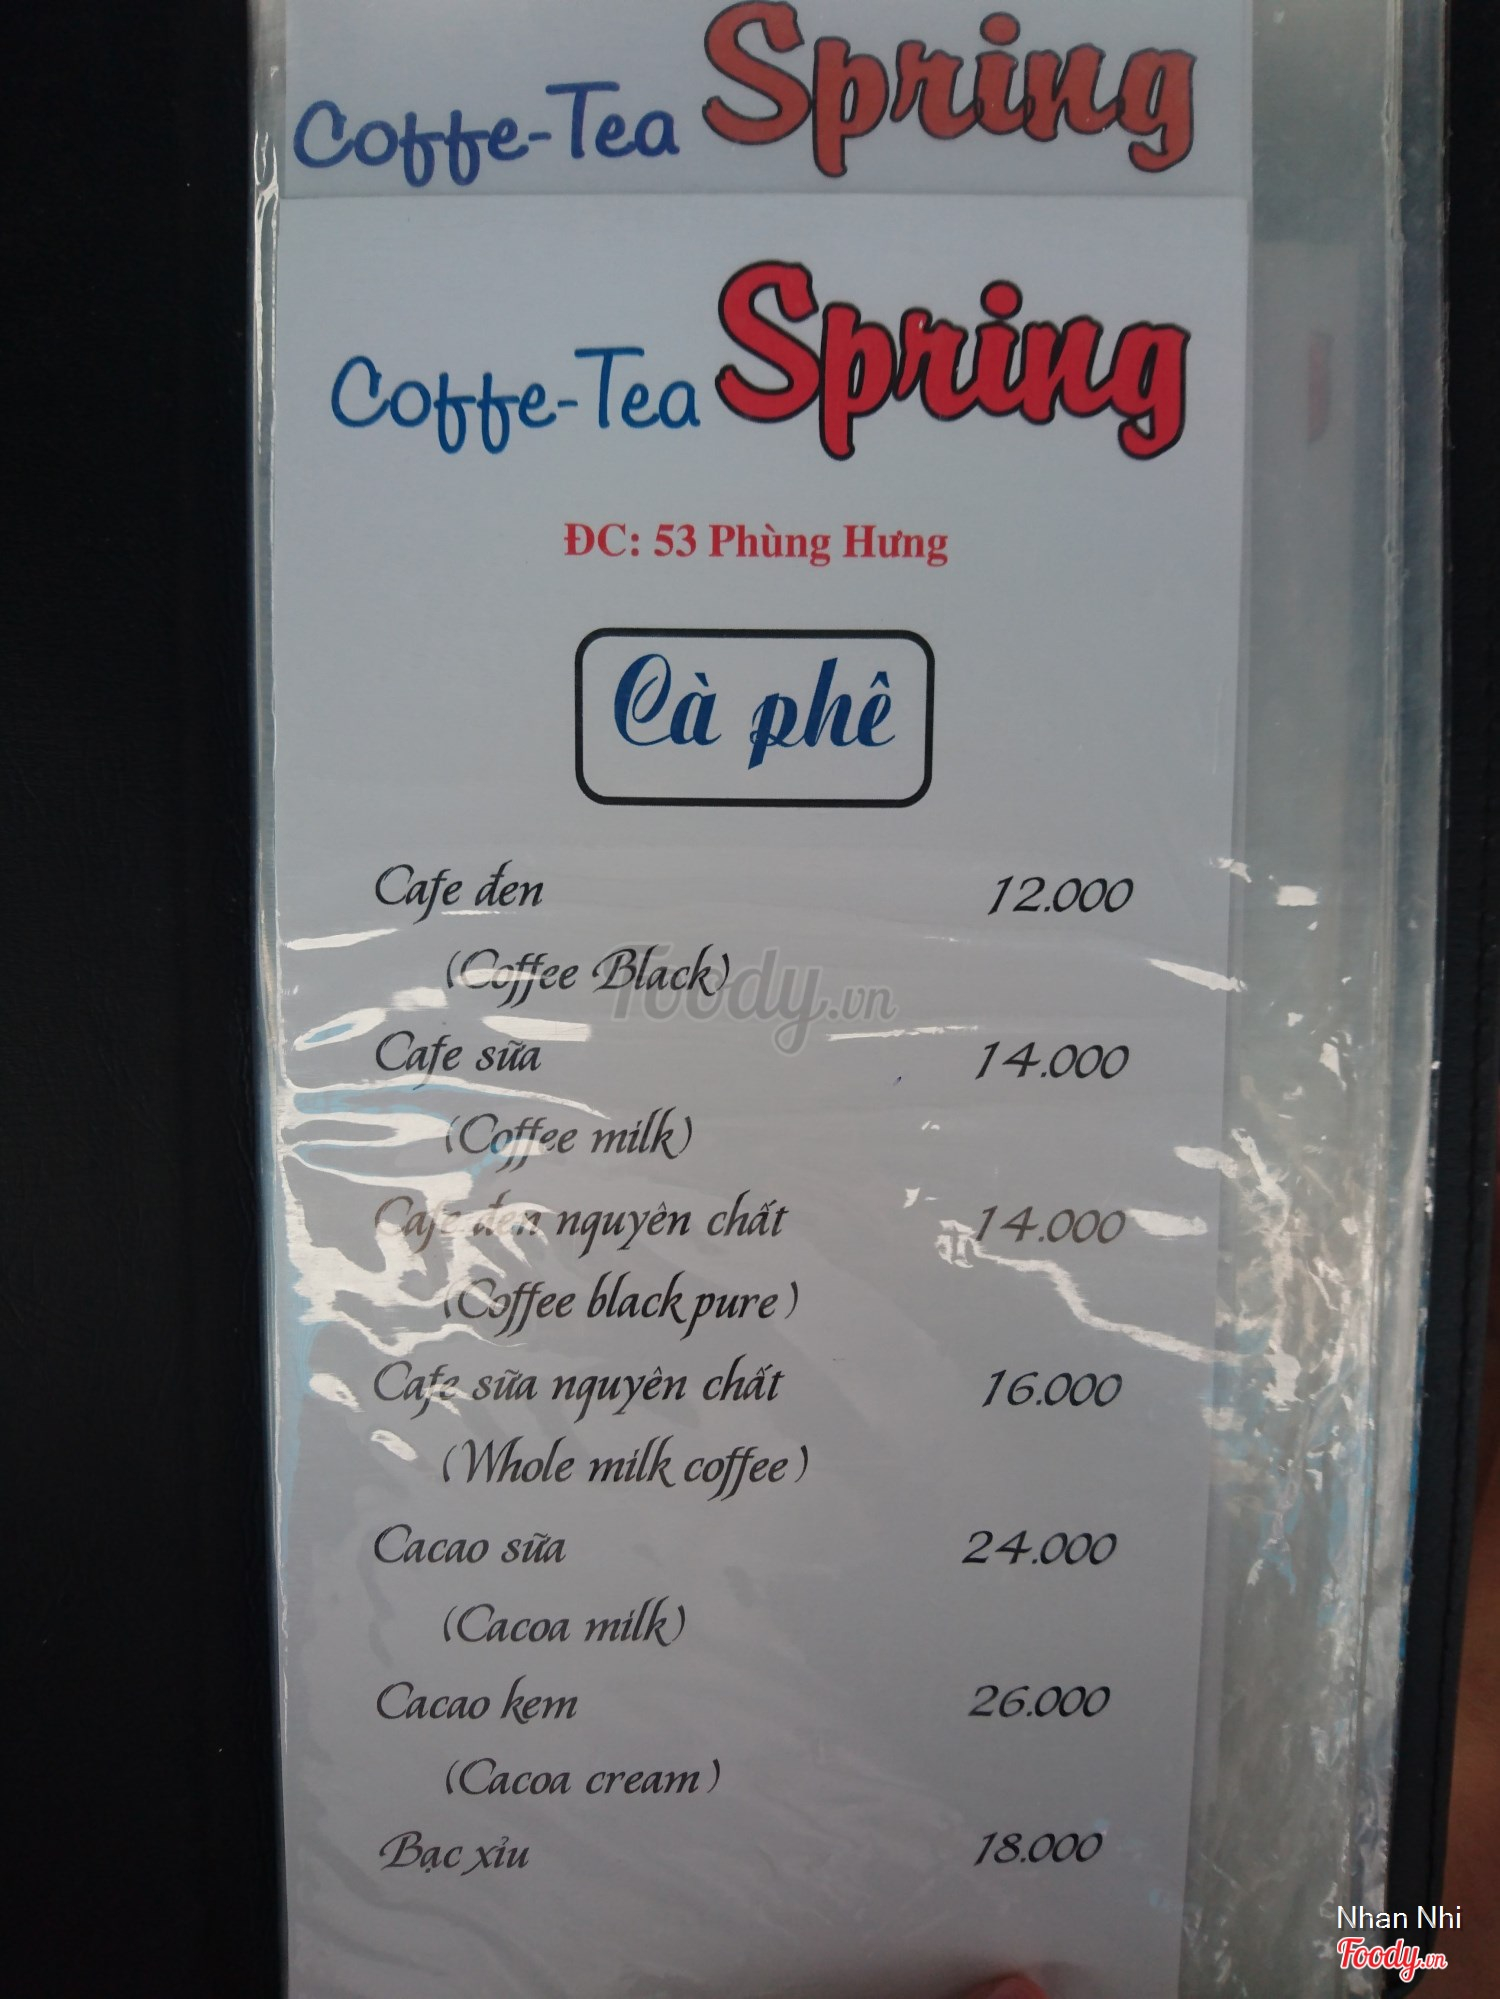 Coffe-Tea Spring
Coffe-Tea Spring
ĐC: 53 Phùng Hưng
Cà phê
Cafe đen 12.000
(Coffee Black)
Foody.vn
Cafe sữa 14.000
(Coffee milk)
Cafe đen nguyên chất 14.000
(Coffee black pure)
Cafe sữa nguyên chất 16.000
(Whole milk coffee)
Cacao sữa 24.000
(Cacoa milk)
Cacao kem 26.000
(Cacoa cream)
Bạc xỉu 18.000
Nhan Nhi
Foody.vn